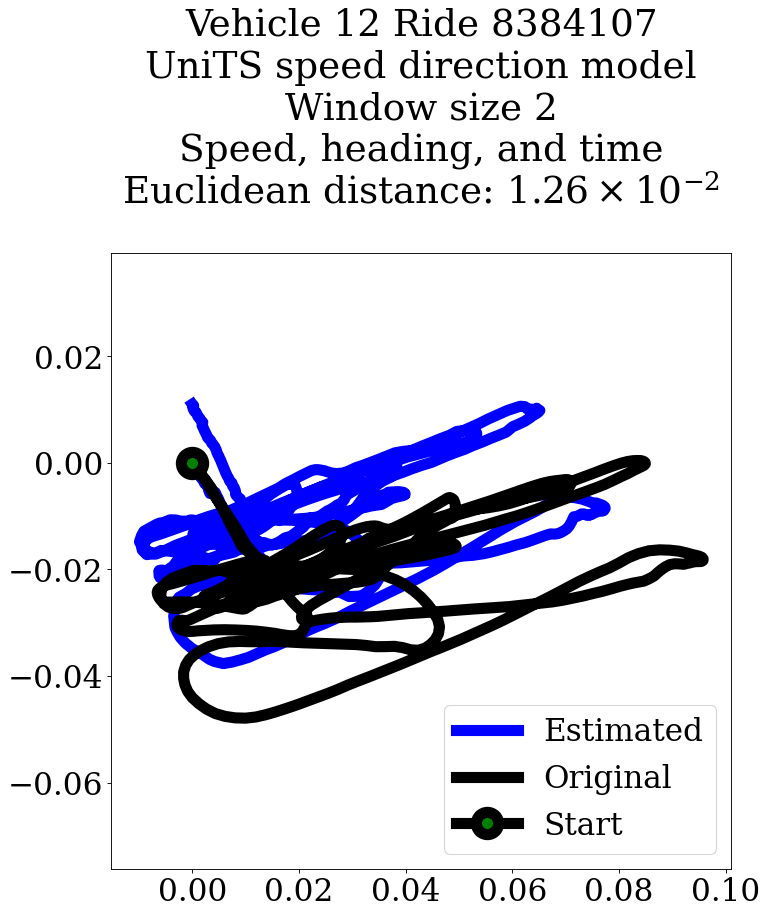 Vehicle 12 Ride 8384107
UniTS speed direction model
Window size 2
Speed, heading, and time
Euclidean distance: 1.26 × 10⁻²
0.02
0.00
−0.02
−0.04
−0.06
Estimated
Original
Start
0.00 0.02 0.04 0.06 0.08 0.10